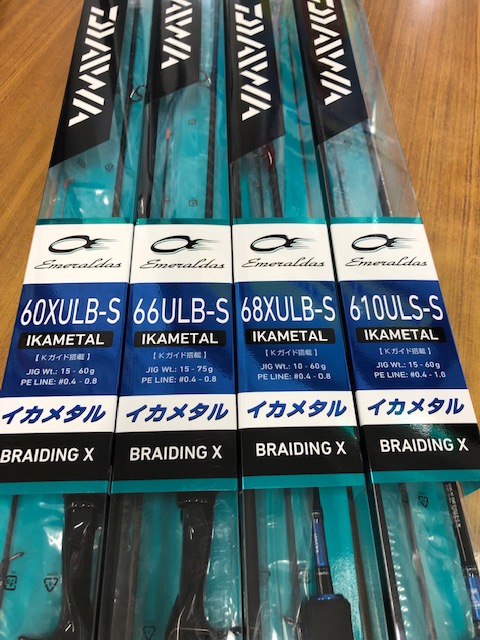 DAIWA
DAIWA
DAIWA
DAIWA
Emeraldas
60XULB-S
IKAMETAL
【Kガイド搭載】
JIG Wt.: 15 - 60g
PE LINE: #0.4 - 0.8
イカメタル
BRAIDING X
Emeraldas
66ULB-S
IKAMETAL
【Kガイド搭載】
JIG Wt.: 15 - 75g
PE LINE: #0.4 - 0.8
イカメタル
BRAIDING X
Emeraldas
68XULB-S
IKAMETAL
【Kガイド搭載】
JIG Wt.: 10 - 60g
PE LINE: #0.4 - 0.8
イカメタル
BRAIDING X
Emeraldas
610ULS-S
IKAMETAL
【Kガイド搭載】
JIG Wt.: 15 - 60g
PE LINE: #0.4 - 1.0
イカメタル
BRAIDING X